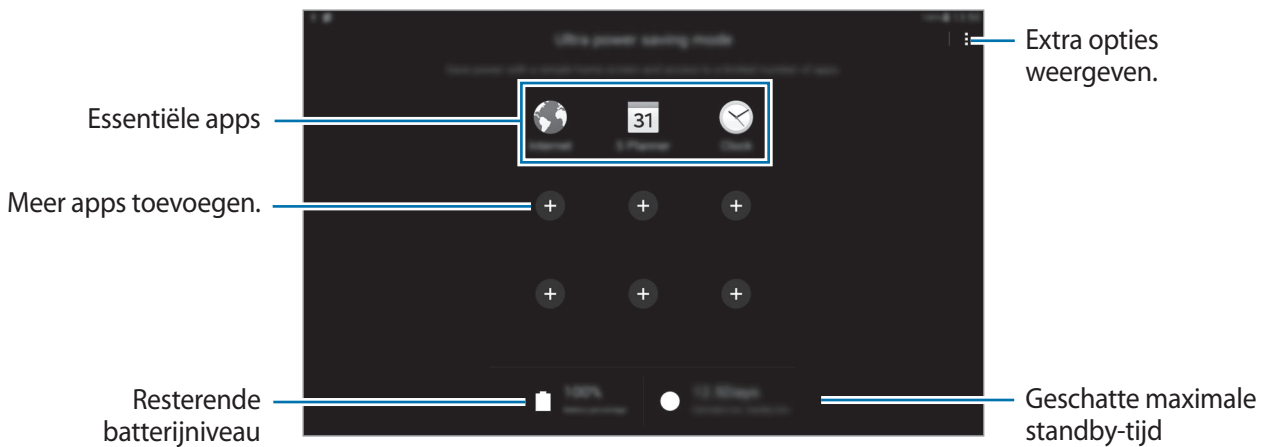 Ultra power saving mode
Extra opties
weergeven.
Essentiële apps
31
Internet
S Planner
Clock
Meer apps toevoegen.
+ + +
+ + +
Resterende
batterijniveau
100%
Geschatte maximale
standby-tijd